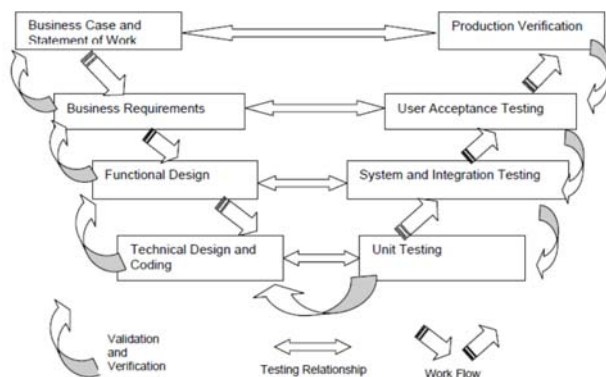 Business Case and
Statement of Work
Production Verification
Business Requirements
User Acceptance Testing
Functional Design
System and Integration Testing
Technical Design and
Coding
Unit Testing
Validation
and
Verification
Testing Relationship
Work Flow